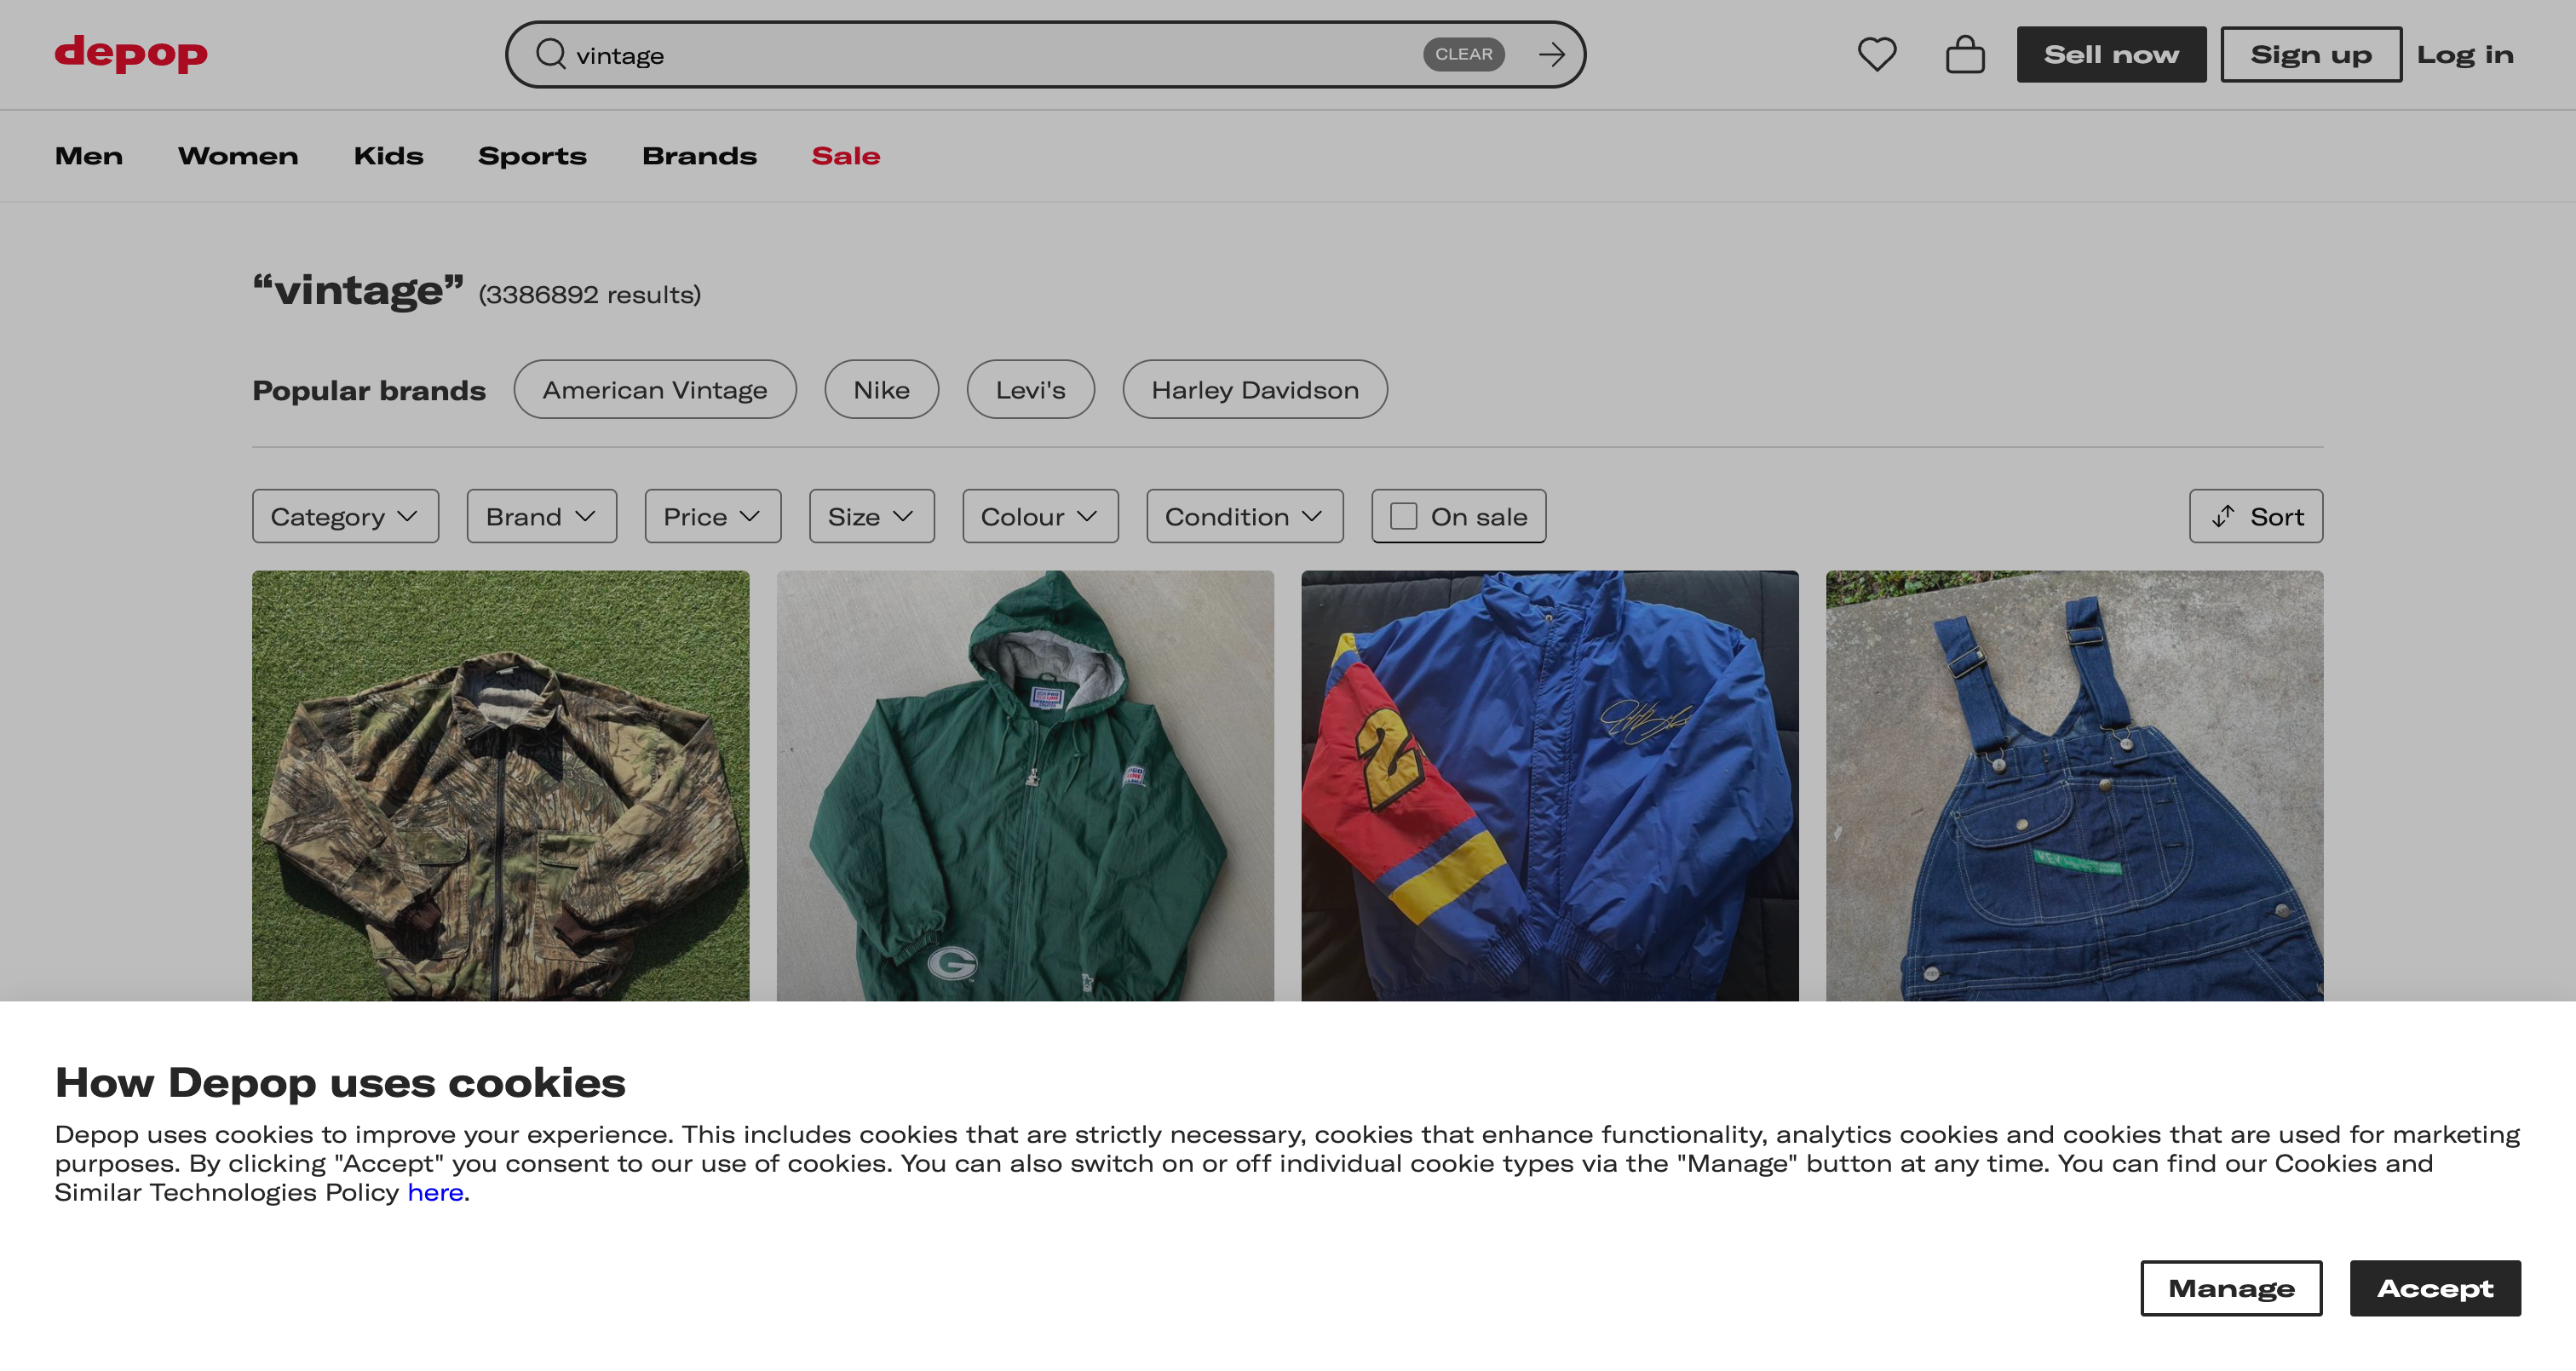 depop
vintage
CLEAR
Sell now
Sign up
Log in
Men
Women
Kids
Sports
Brands
Sale
“vintage” (3386892 results)
Popular brands
American Vintage
Nike
Levi's
Harley Davidson
Category
Brand
Price
Size
Colour
Condition
On sale
Sort
PRO
LINE
2
G
KEY
How Depop uses cookies
Depop uses cookies to improve your experience. This includes cookies that are strictly necessary, cookies that enhance functionality, analytics cookies and cookies that are used for marketing
purposes. By clicking "Accept" you consent to our use of cookies. You can also switch on or off individual cookie types via the "Manage" button at any time. You can find our Cookies and
Similar Technologies Policy here.
Manage
Accept